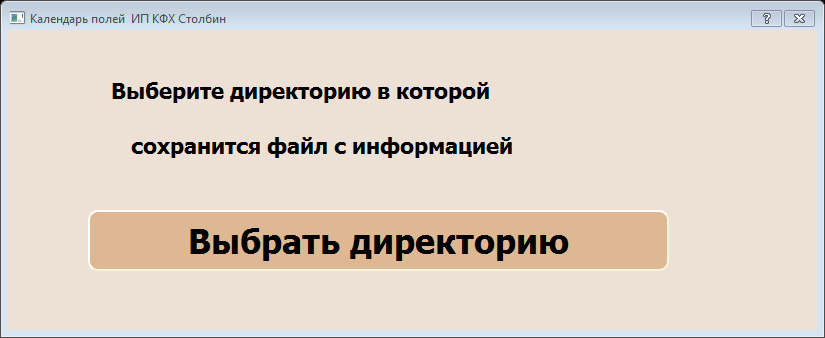 Календарь полей ИП КФХ Столбин
Выберите директорию в которой
сохранится файл с информацией
Выбрать директорию